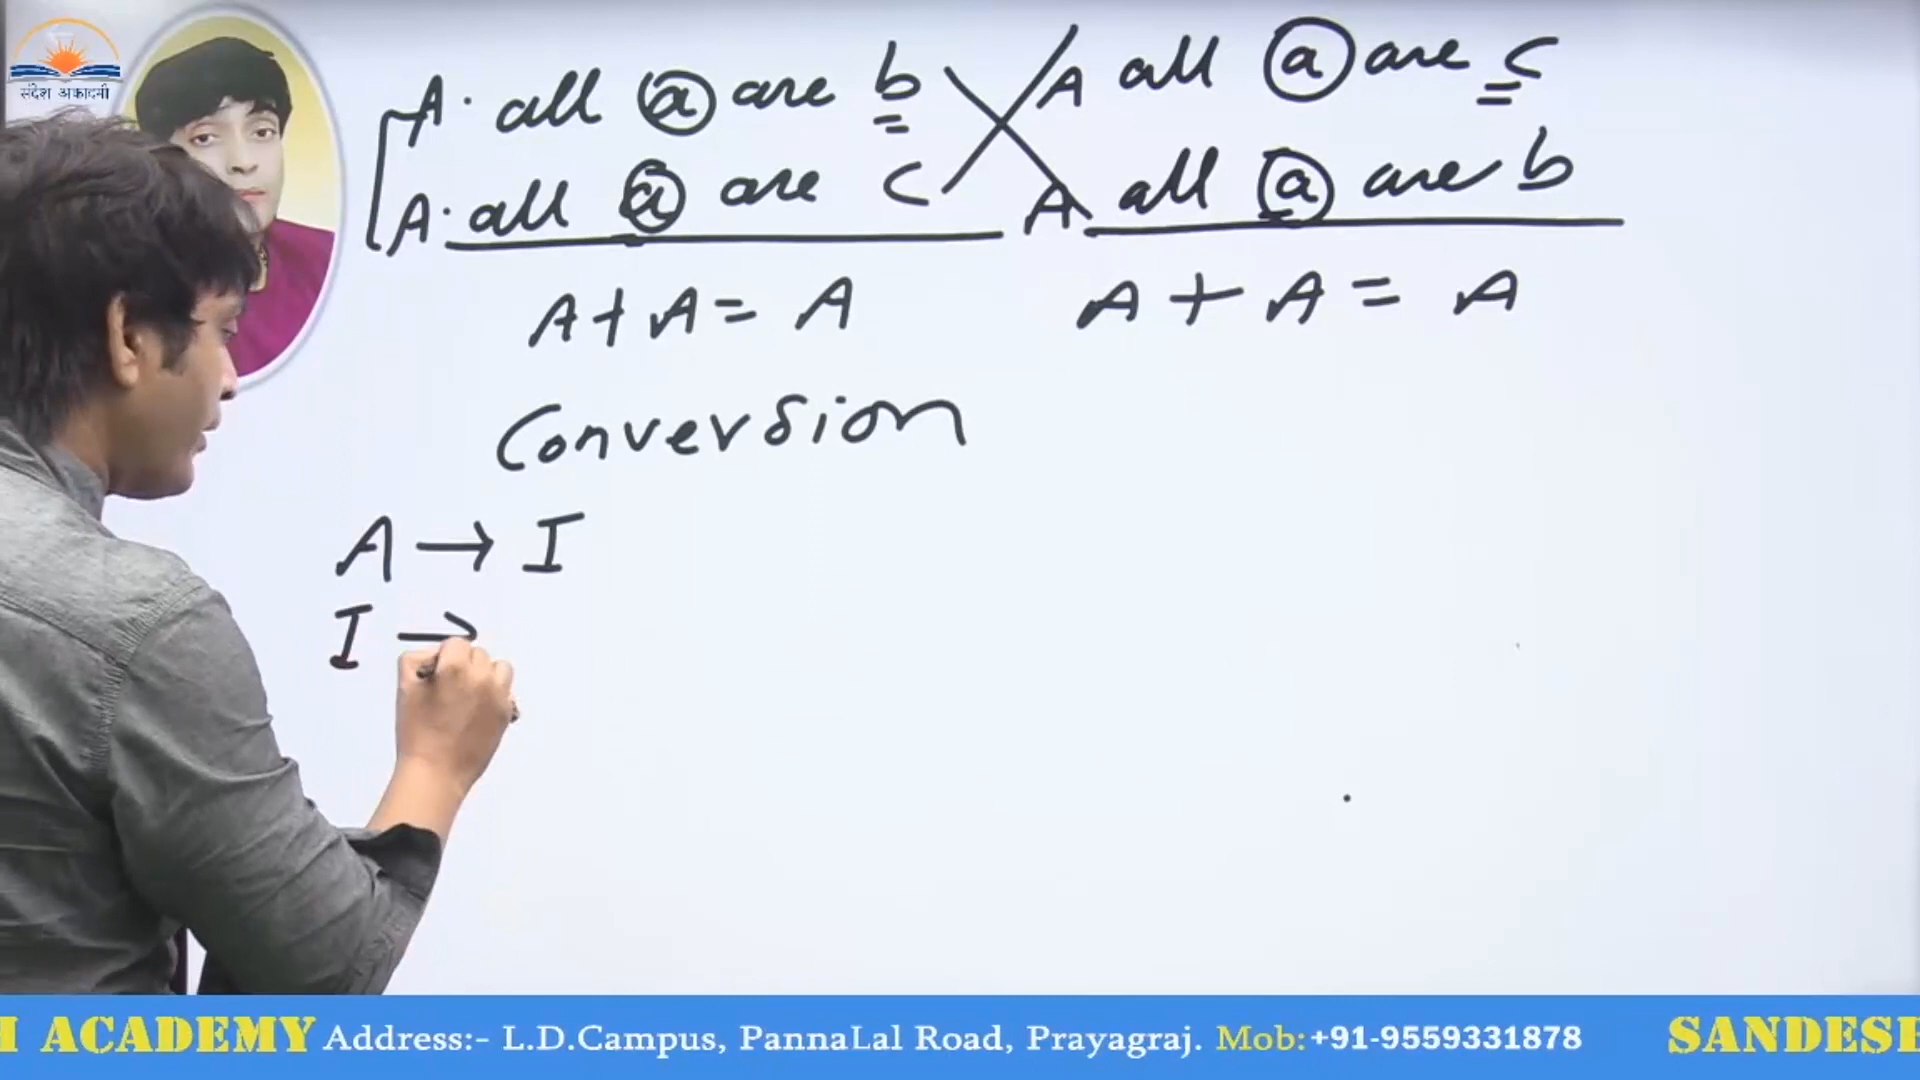 संदेश अकादमी
A. all a are b
A. all a are c
A + A = A
A all a are c
A all a are b
A + A = A
Conversion
A → I
I →
H ACADEMY Address:- L.D.Campus, PannaLal Road, Prayagraj. Mob:+91-9559331878 SANDESH